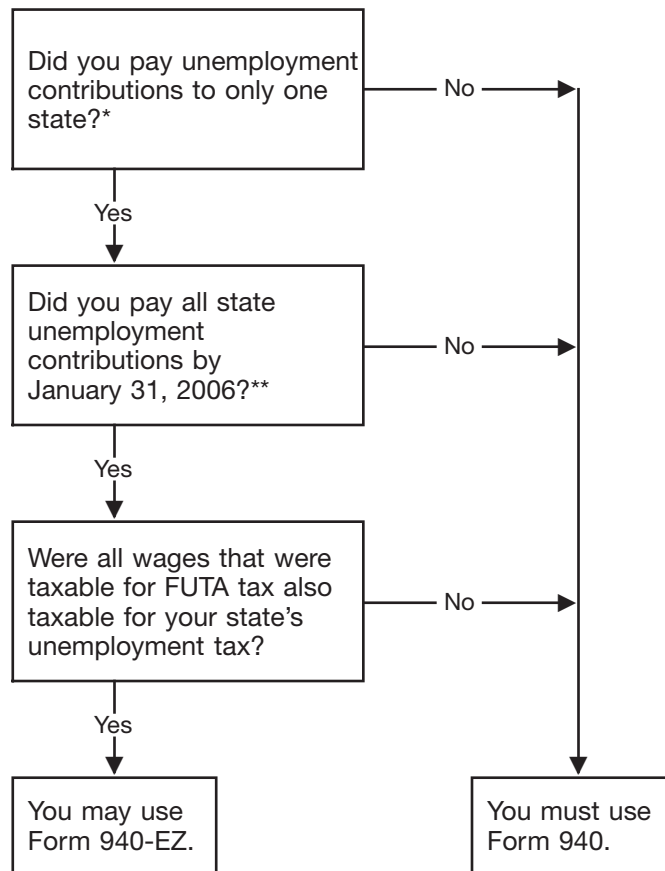 Did you pay unemployment
contributions to only one
state?*
No
Yes
Did you pay all state
unemployment
contributions by
January 31, 2006?**
No
Yes
Were all wages that were
taxable for FUTA tax also
taxable for your state's
unemployment tax?
No
Yes
You may use
Form 940-EZ.
You must use
Form 940.